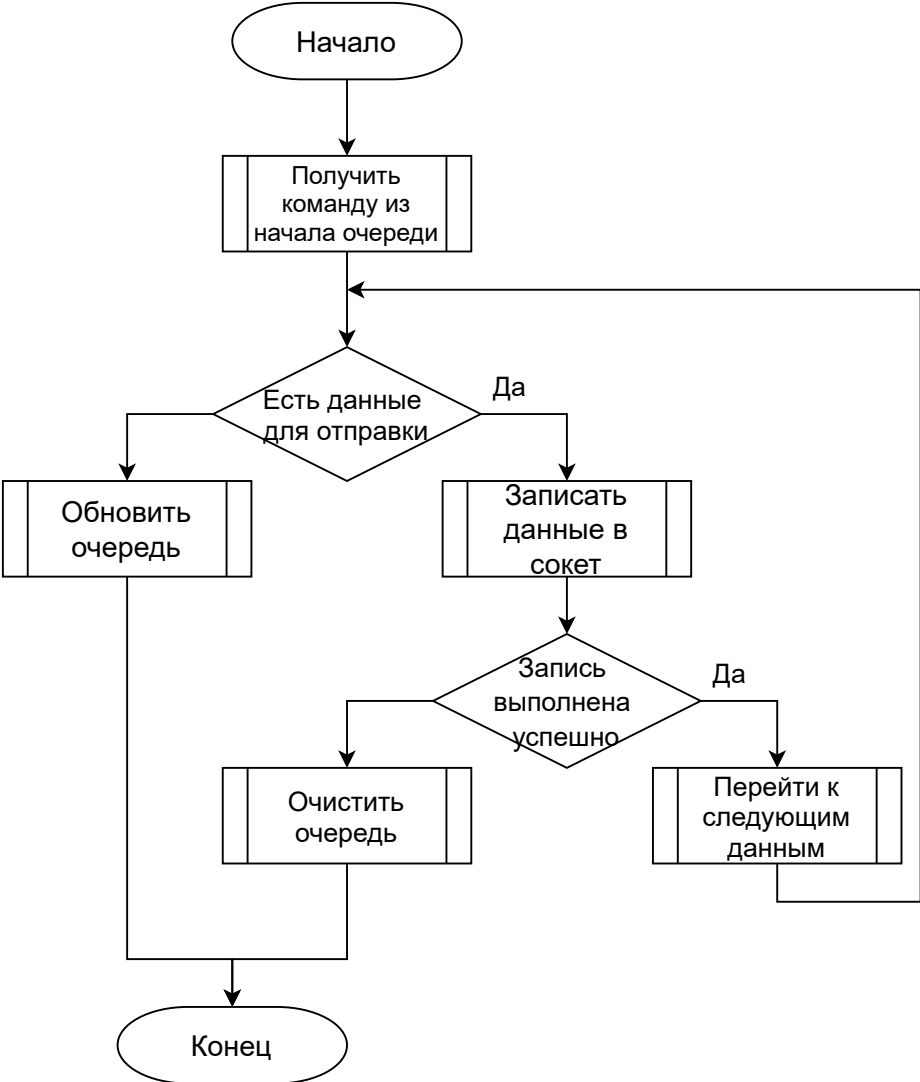 Начало
Получить
команду из
начала очереди
Есть данные
для отправки
Да
Обновить
очередь
Записать
данные в
сокет
Запись
выполнена
успешно
Да
Очистить
очередь
Перейти к
следующим
данным
Конец